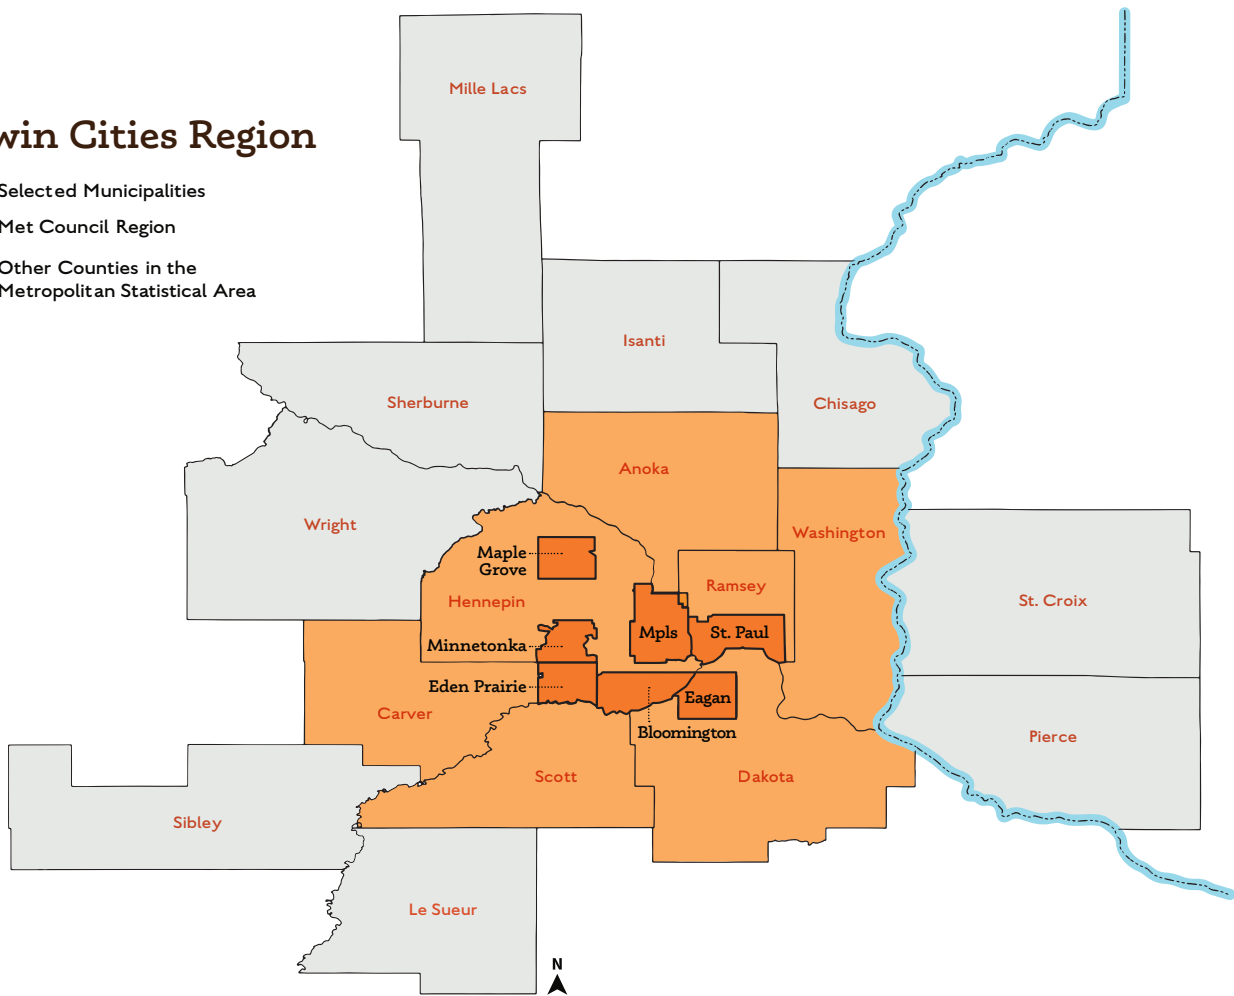 Mille Lacs
win Cities Region
Selected Municipalities
Met Council Region
Other Counties in the
Metropolitan Statistical Area
Isanti
Sherburne
Chisago
Anoka
Wright
Washington
Maple
Grove
Ramsey
Hennepin
St. Croix
Mpls
St. Paul
Minnetonka
Eden Prairie
Eagan
Carver
Bloomington
Pierce
Scott
Dakota
Sibley
Le Sueur
N